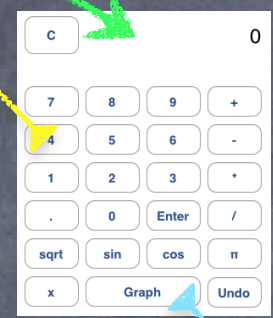 C 0
7 8 9 +
4 5 6 -
1 2 3 *
. 0 Enter /
sqrt sin cos π
x Graph Undo